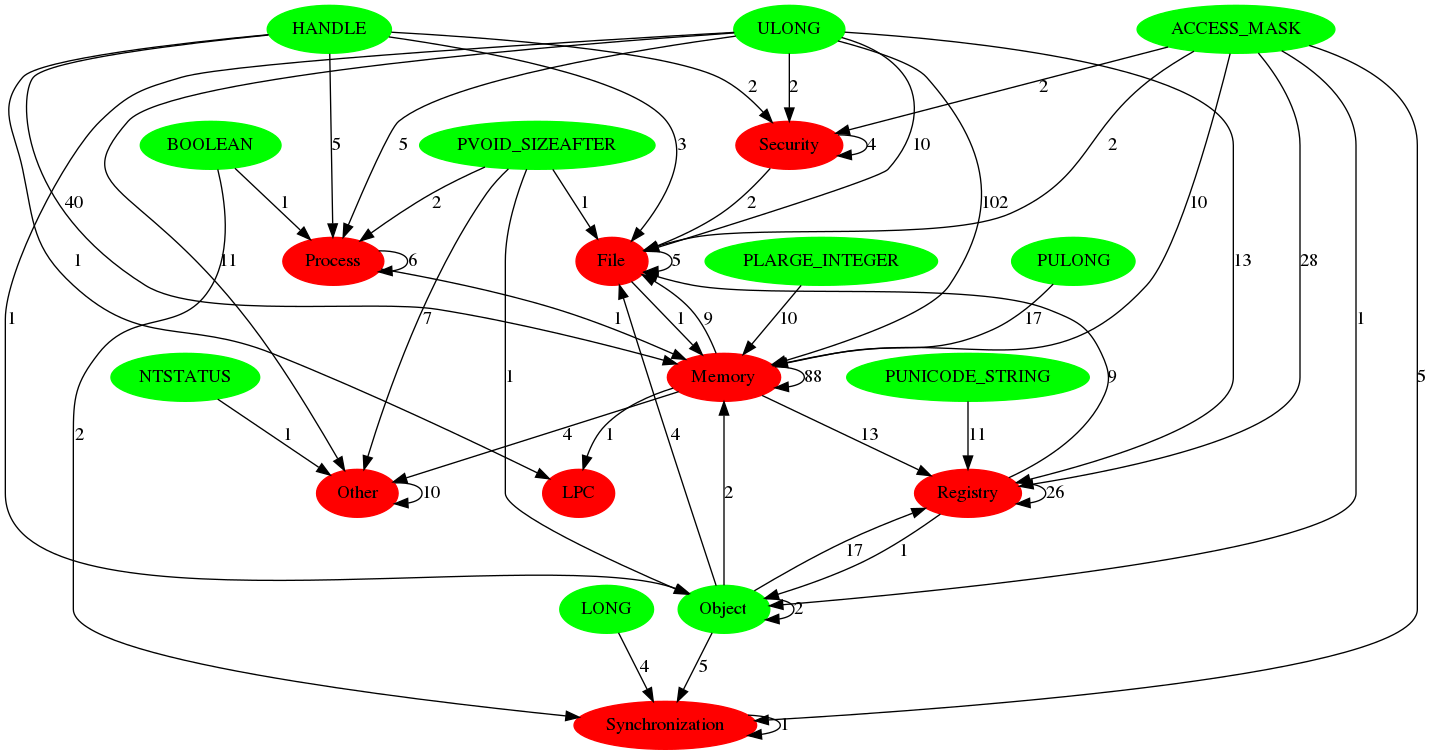 HANDLE ULONG ACCESS_MASK
2 2 2
BOOLEAN 5 5 PVOID_SIZEAFTER 3 Security 4 10 2
40 1 2 1 2 102 10
1 11 Process 6 File 5 PLARGE_INTEGER PULONG 13 28
1 7 1 1 9 10 17 1
NTSTATUS 1 Memory 88 PUNICODE_STRING 9 5
2 1 4 1 4 13 11
Other 10 LPC 2 Registry 26
17 1
LONG Object 2
4 5
Synchronization 1